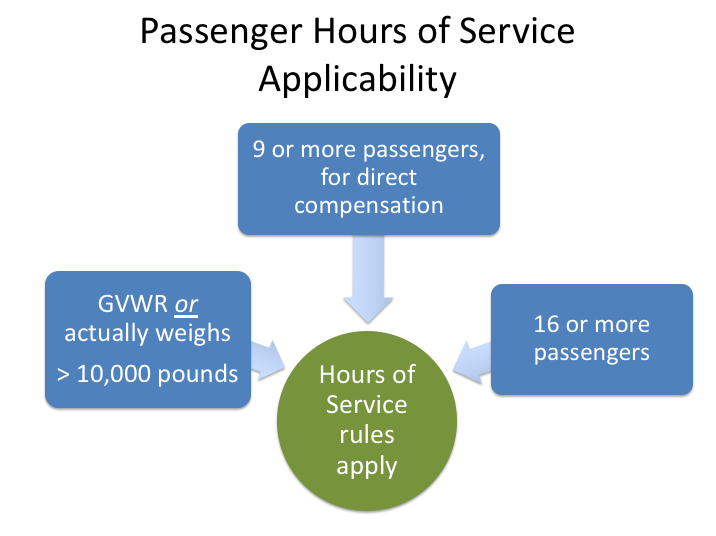 Passenger Hours of Service
Applicability
9 or more passengers,
for direct
compensation
GVWR or
actually weighs
> 10,000 pounds
16 or more
passengers
Hours of
Service
rules
apply